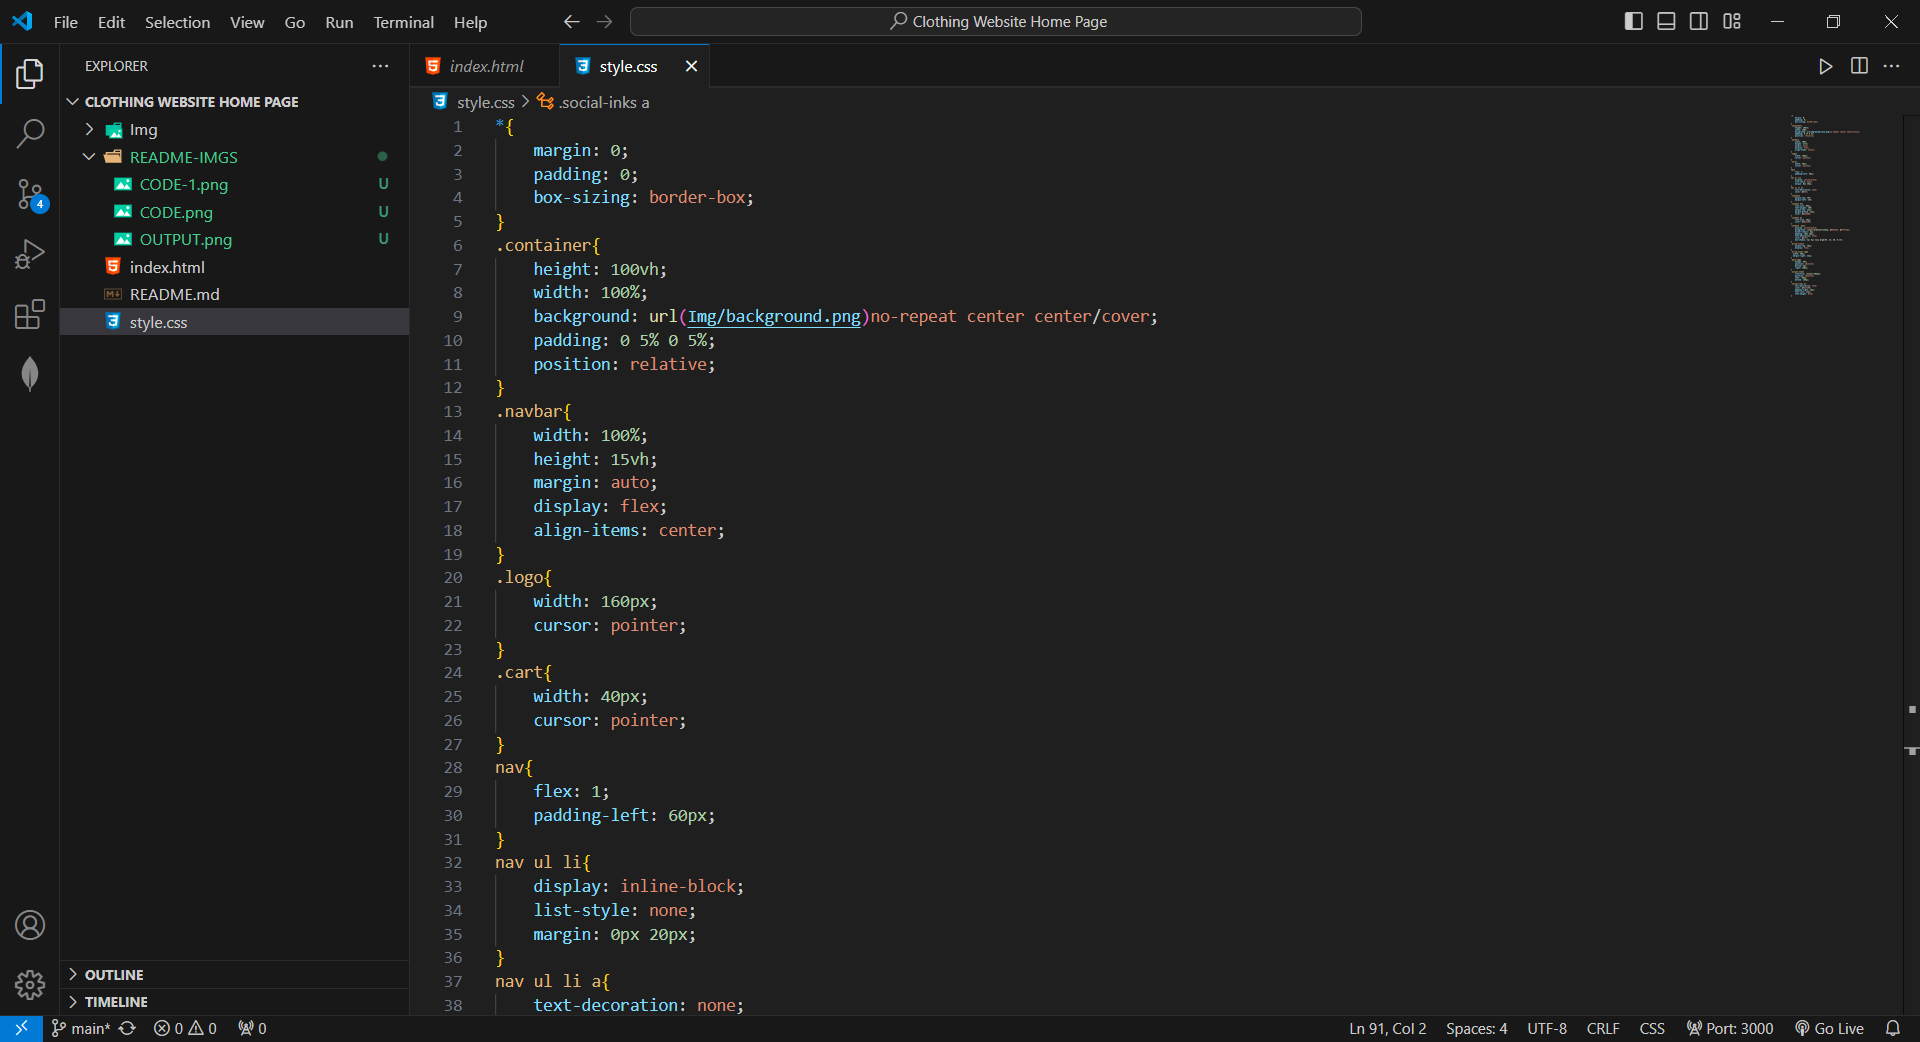 File Edit Selection View Go Run Terminal Help
Clothing Website Home Page
EXPLORER
CLOTHING WEBSITE HOME PAGE
Img
README-IMGS
CODE-1.png U
CODE.png U
OUTPUT.png U
index.html
README.md
style.css
4
OUTLINE
TIMELINE
index.html
style.css
style.css > .social-inks a
1 *{
2 margin: 0;
3 padding: 0;
4 box-sizing: border-box;
5 }
6 .container{
7 height: 100vh;
8 width: 100%;
9 background: url(Img/background.png)no-repeat center center/cover;
10 padding: 0 5% 0 5%;
11 position: relative;
12 }
13 .navbar{
14 width: 100%;
15 height: 15vh;
16 margin: auto;
17 display: flex;
18 align-items: center;
19 }
20 .logo{
21 width: 160px;
22 cursor: pointer;
23 }
24 .cart{
25 width: 40px;
26 cursor: pointer;
27 }
28 nav{
29 flex: 1;
30 padding-left: 60px;
31 }
32 nav ul li{
33 display: inline-block;
34 list-style: none;
35 margin: 0px 20px;
36 }
37 nav ul li a{
38 text-decoration: none;
main* 0 0 0
Ln 91, Col 2 Spaces: 4 UTF-8 CRLF CSS Port: 3000 Go Live